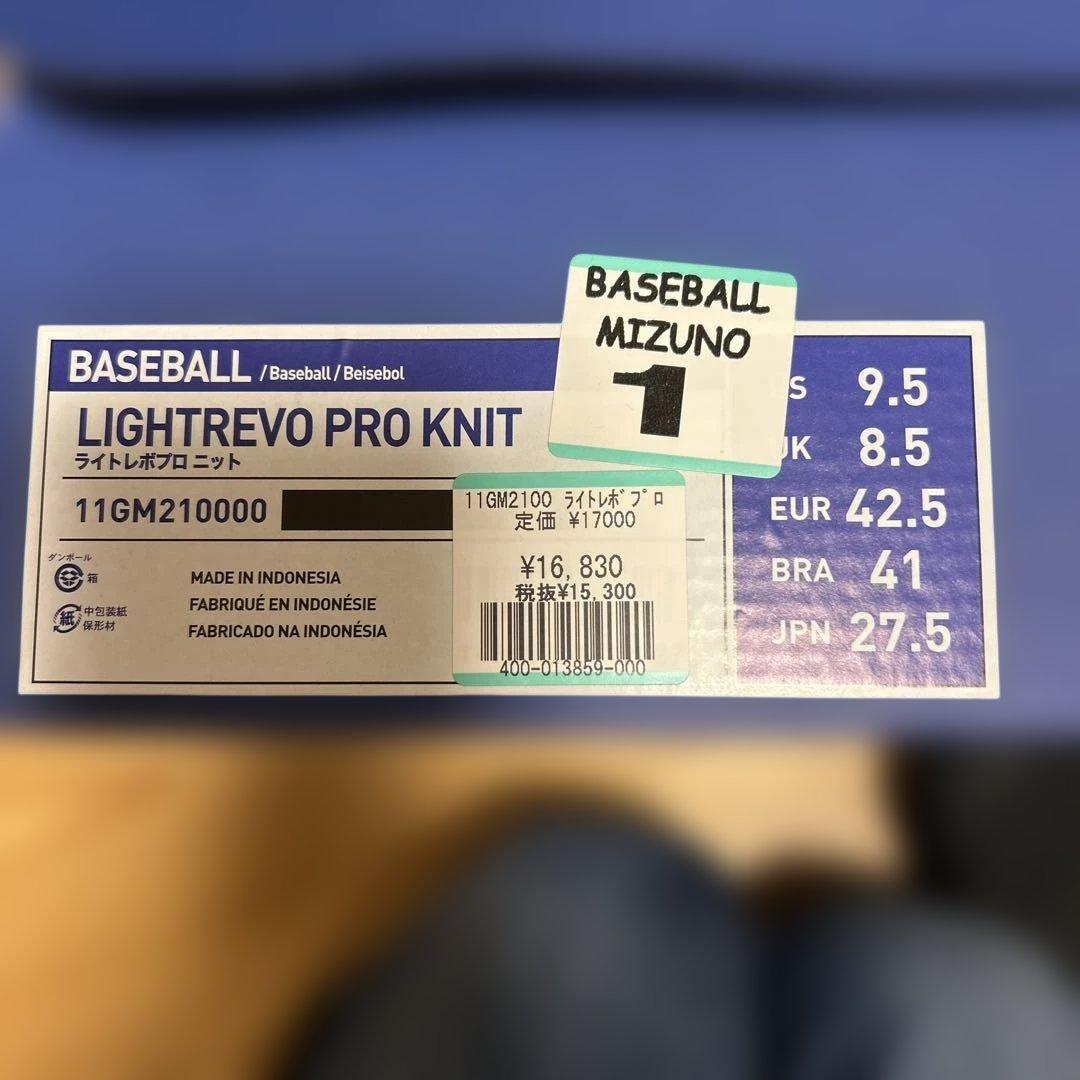 BASEBALL / Baseball / Beisebol
LIGHTREVO PRO KNIT
ライトレボプロ ニット
11GM210000
ダンボール
箱
紙
中包装紙
保形材
MADE IN INDONESIA
FABRIQUÉ EN INDONÉSIE
FABRICADO NA INDONÉSIA
BASEBALL
MIZUNO
1
11GM2100 ﾗｲﾄﾚﾎﾞﾌﾟﾛ
定価 ¥17000
¥16,830
税抜¥15,300
400-013859-000
S 9.5
UK 8.5
EUR 42.5
BRA 41
JPN 27.5